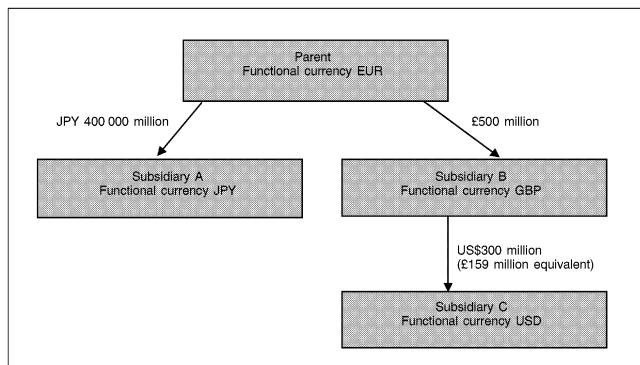 Parent
Functional currency EUR
JPY 400 000 million
£500 million
Subsidiary A
Functional currency JPY
Subsidiary B
Functional currency GBP
US$300 million
(£159 million equivalent)
Subsidiary C
Functional currency USD